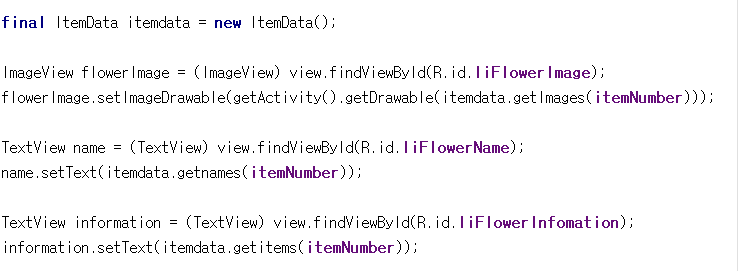 final ItemData itemdata = new ItemData();
ImageView flowerImage = (ImageView) view.findViewById(R.id.liFlowerImage);
flowerImage.setImageDrawable(getActivity().getDrawable(itemdata.getImages(itemNumber)));
TextView name = (TextView) view.findViewById(R.id.liFlowerName);
name.setText(itemdata.getnames(itemNumber));
TextView information = (TextView) view.findViewById(R.id.liFlowerInfomation);
information.setText(itemdata.getitems(itemNumber));